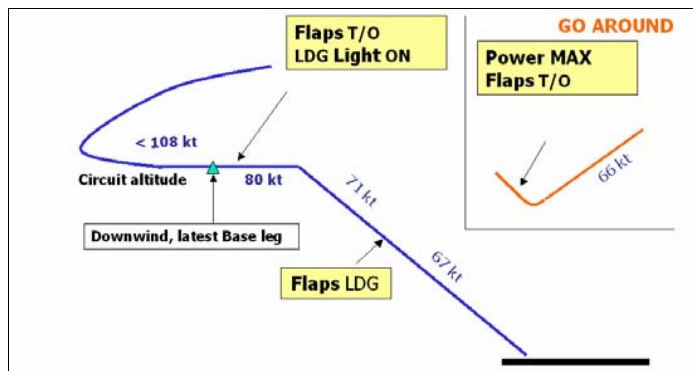 Flaps T/O
LDG Light ON
GO AROUND
Power MAX
Flaps T/O
66 kt
< 108 kt
Circuit altitude
80 kt
71 kt
Downwind, latest Base leg
Flaps LDG
67 kt